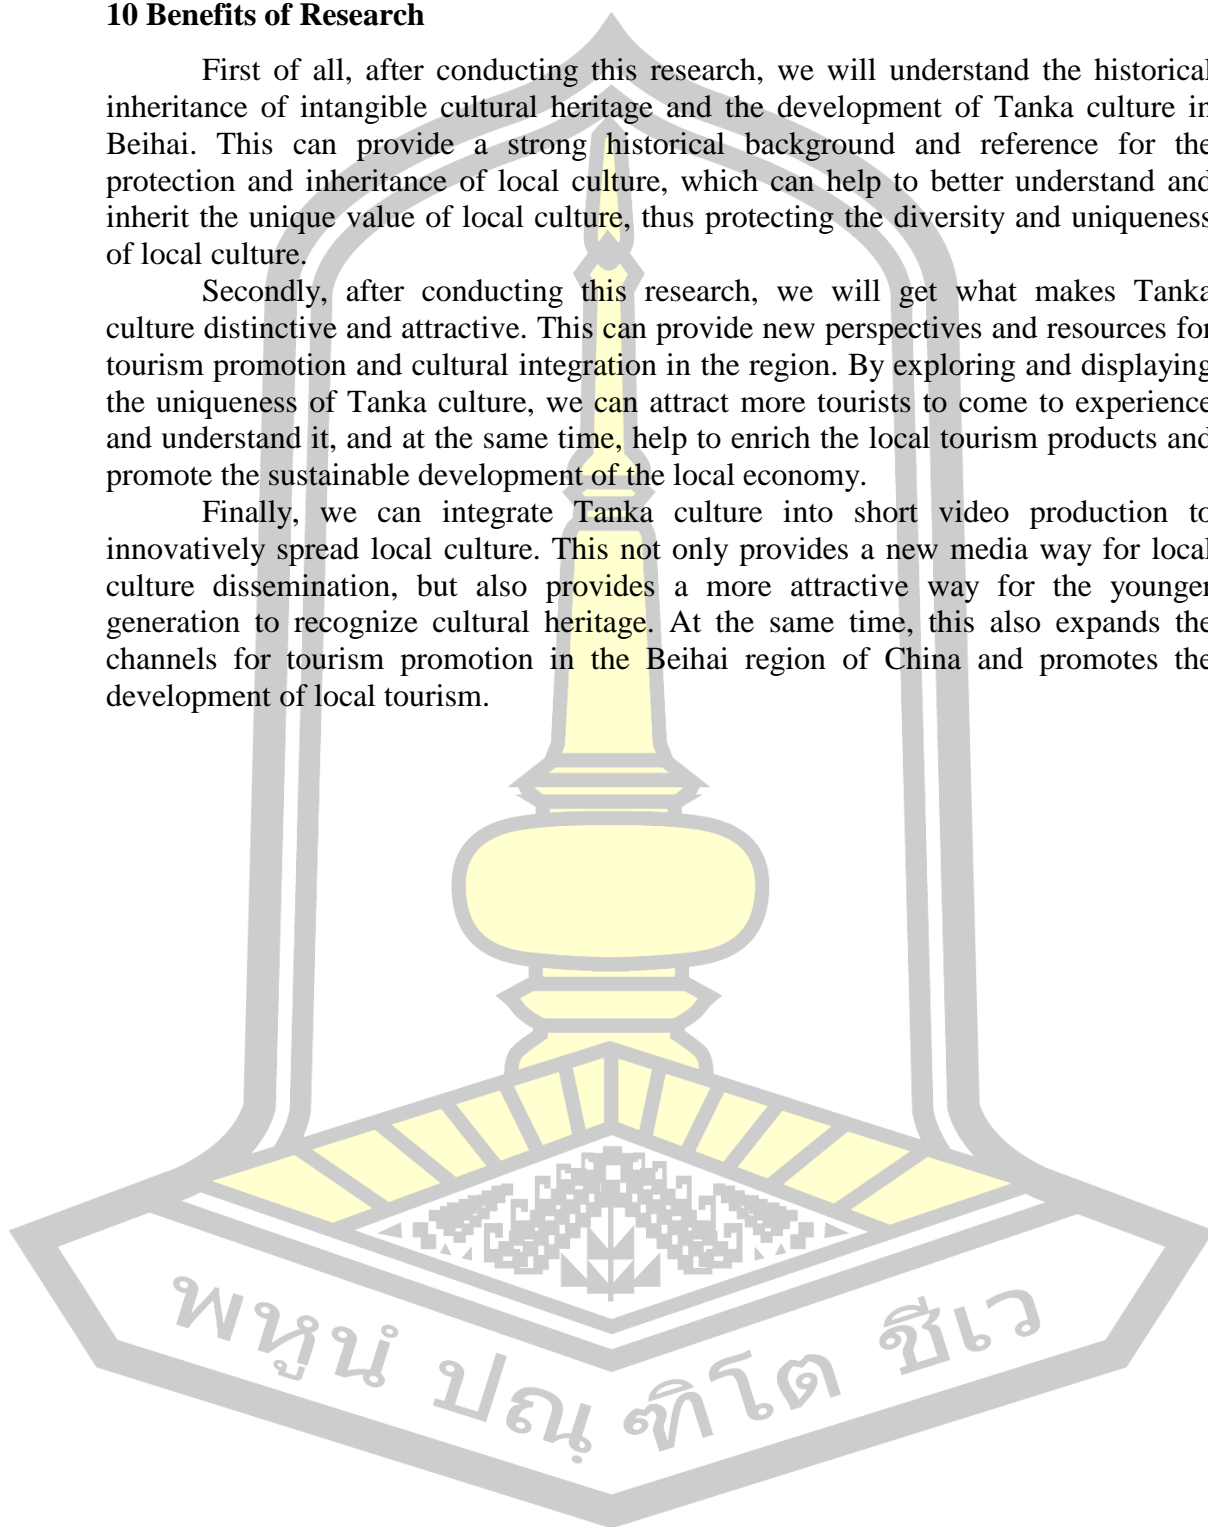 10 Benefits of Research
First of all, after conducting this research, we will understand the historical
inheritance of intangible cultural heritage and the development of Tanka culture in
Beihai. This can provide a strong historical background and reference for the
protection and inheritance of local culture, which can help to better understand and
inherit the unique value of local culture, thus protecting the diversity and uniqueness
of local culture.
Secondly, after conducting this research, we will get what makes Tanka
culture distinctive and attractive. This can provide new perspectives and resources for
tourism promotion and cultural integration in the region. By exploring and displaying
the uniqueness of Tanka culture, we can attract more tourists to come to experience
and understand it, and at the same time, help to enrich the local tourism products and
promote the sustainable development of the local economy.
Finally, we can integrate Tanka culture into short video production to
innovatively spread local culture. This not only provides a new media way for local
culture dissemination, but also provides a more attractive way for the younger
generation to recognize cultural heritage. At the same time, this also expands the
channels for tourism promotion in the Beihai region of China and promotes the
development of local tourism.
พหูนํ ปณฺฑิโต ชีเว